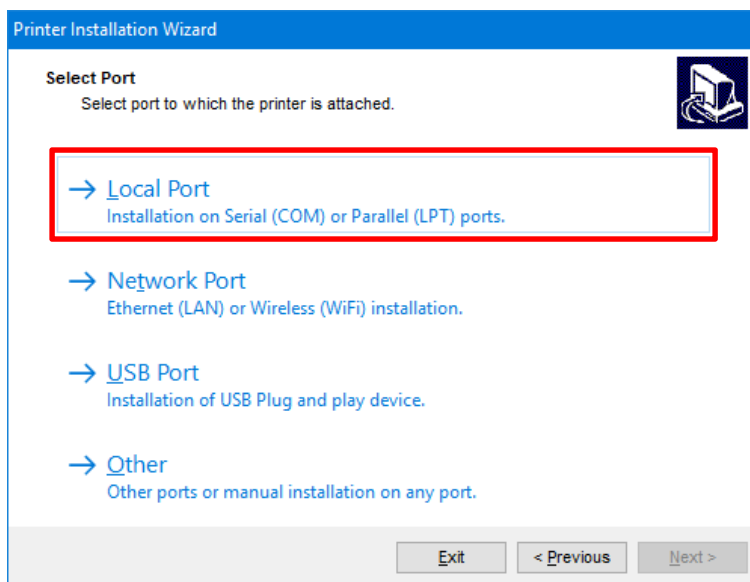 Printer Installation Wizard
Select Port
Select port to which the printer is attached.
→ Local Port
Installation on Serial (COM) or Parallel (LPT) ports.
→ Network Port
Ethernet (LAN) or Wireless (WiFi) installation.
→ USB Port
Installation of USB Plug and play device.
→ Other
Other ports or manual installation on any port.
Exit < Previous Next >